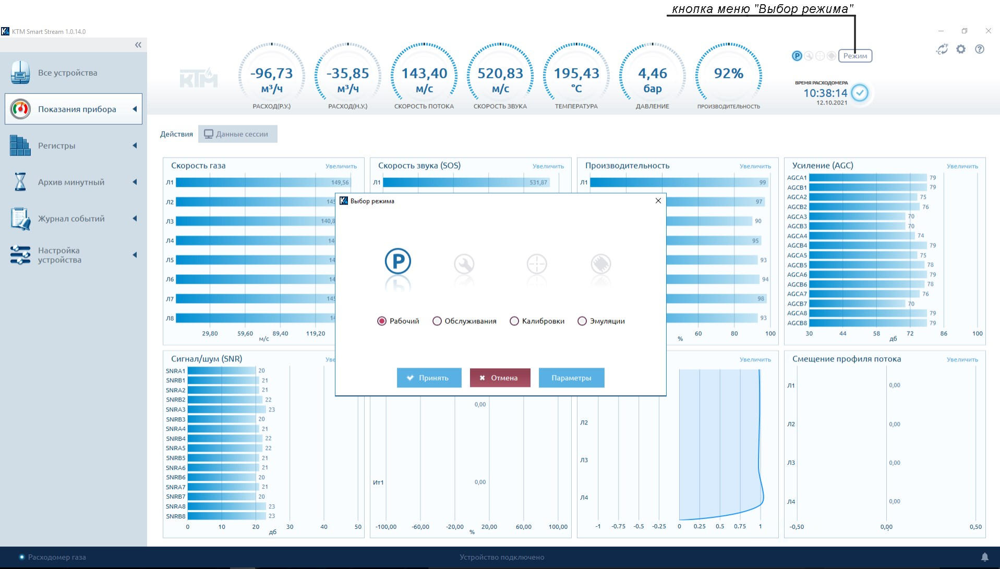 кнопка меню "Выбор режима"
KTM Smart Stream 1.0.14.0
Все устройства
Показания прибора
Регистры
Архив минутный
Журнал событий
Настройка
устройства
КТМ
-96,73
м³/ч
РАСХОД(Р.У.)
-35,85
м³/ч
РАСХОД(Н.У.)
143,40
м/с
СКОРОСТЬ ПОТОКА
520,83
м/с
СКОРОСТЬ ЗВУКА
195,43
°C
ТЕМПЕРАТУРА
4,46
бар
ДАВЛЕНИЕ
92%
ПРОИЗВОДИТЕЛЬНОСТЬ
P
Режим
ВРЕМЯ РАСХОДОМЕРА
10:38:14
12.10.2021
Действия
Данные сессии
Скорость газа
Увеличить
Л1 149,56
Л2 145
Л3 140,8
Л4 14
Л5 14
Л6 14
Л7 145
Л8 14
29,80 59,60 89,40 119,20
м/с
Скорость звука (SOS)
Увеличить
Л1 531,87
Производительность
Увеличить
Л1 99
97
90
95
93
94
98
93
60 80 100
%
Усиление (AGC)
Увеличить
AGCA1 79
AGCB1 79
AGCA2 75
AGCB2 76
AGCA3 70
AGCB3 70
AGCA4 74
AGCB4 79
AGCA5 75
AGCB5 78
AGCA6 79
AGCB6 78
AGCA7 76
AGCB7 70
AGCA8 79
AGCB8 79
30 44 58 72 86 100
дб
Выбор режима
P
Рабочий
Обслуживания
Калибровки
Эмуляции
Принять
Отмена
Параметры
Сигнал/шум (SNR)
Уве
SNRA1 20
SNRB1 21
SNRA2 21
SNRB2 22
SNRA3 23
SNRB3 20
SNRA4 21
SNRB4 22
SNRA5 22
SNRB5 21
SNRA6 21
SNRB6 20
SNRA7 21
SNRB7 20
SNRA8 23
SNRB8 23
0 10 20 30 40 50
дб
0,00
Ит1 0,00
-100,00 -60,00 -20,00 20,00 60,00 100,00
%
Увеличить
Л2
Л3
Л4
-1 -0.75 -0.5 -0.25 0 0.25 0.5 0.75 1
Смещение профиля потока
Увеличить
Л1 0,00
Л2 0,00
Л3 0,00
Л4 0,00
-0,50 0,00 0,50
Расходомер газа
Устройство подключено